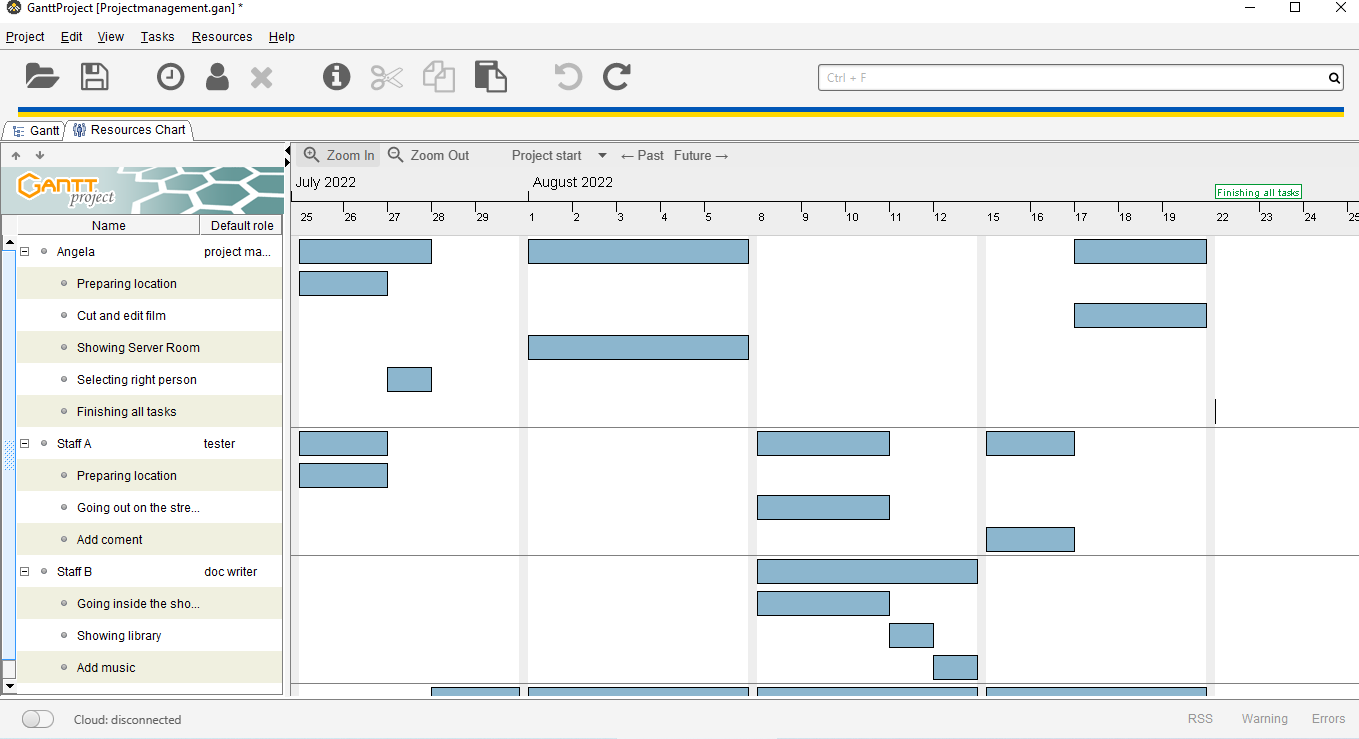 GanttProject [Projectmanagement.gan] *
Project Edit View Tasks Resources Help
Ctrl + F
Gantt Resources Chart
Zoom In Zoom Out Project start ← Past Future →
GANTT
project
July 2022 August 2022
Finishing all tasks
25 26 27 28 29 1 2 3 4 5 8 9 10 11 12 15 16 17 18 19 22 23 24 25
Name Default role
Angela project ma...
Preparing location
Cut and edit film
Showing Server Room
Selecting right person
Finishing all tasks
Staff A tester
Preparing location
Going out on the stre...
Add coment
Staff B doc writer
Going inside the sho...
Showing library
Add music
Cloud: disconnected RSS Warning Errors